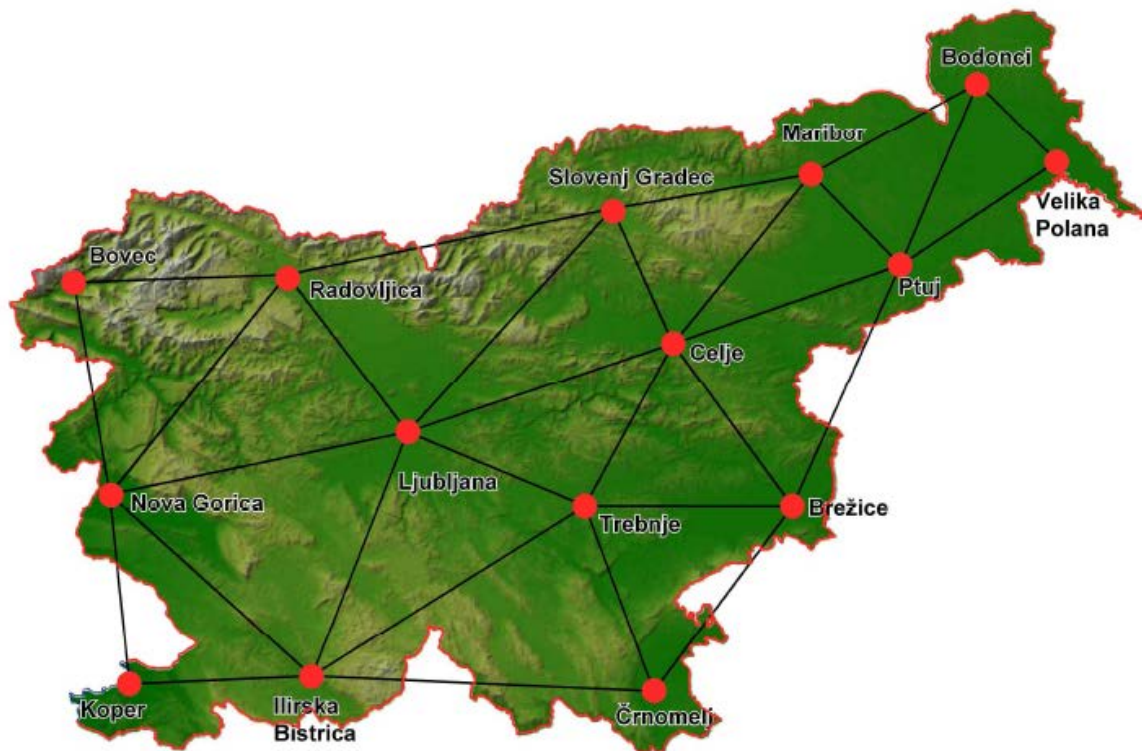 Bodonci
Maribor
Slovenj Gradec
Velika
Polana
Bovec
Radovljica
Ptuj
Celje
Ljubljana
Nova Gorica
Trebnje
Brežice
Koper
Ilirska
Bistrica
Črnomelj